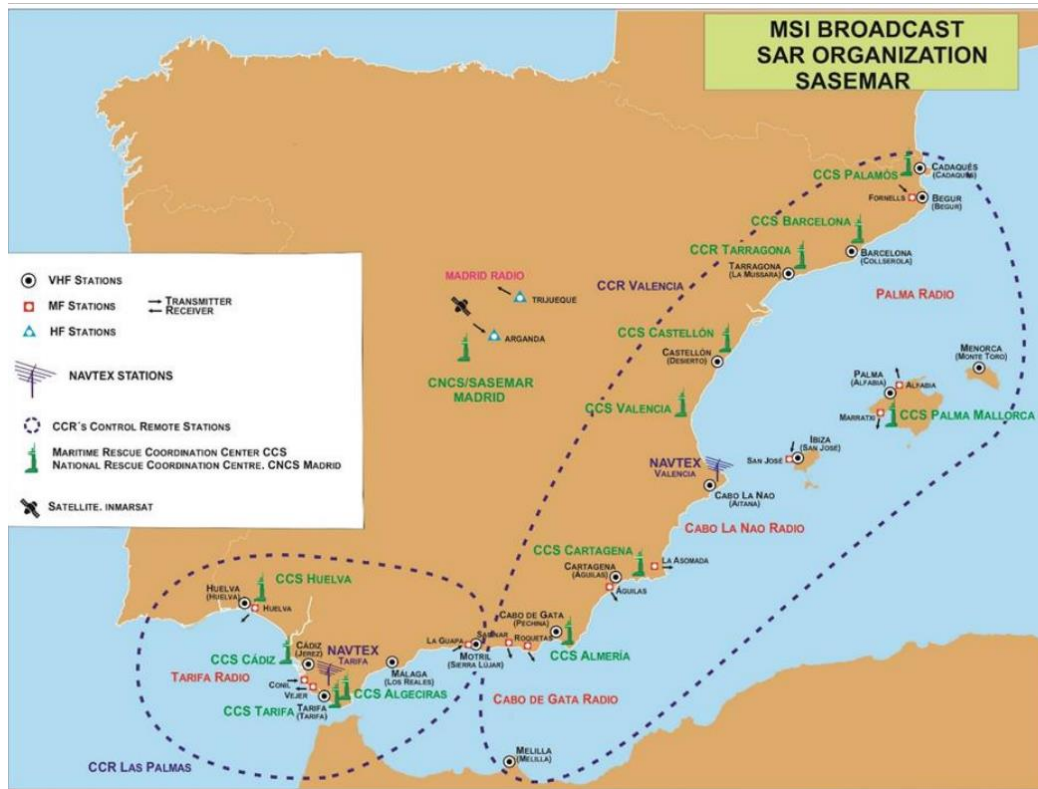 MSI BROADCAST
SAR ORGANIZATION
SASEMAR
CCS PALAMÓS
CADAQUÉS
(CADAQUÉS)
FORNELLS
BEGUR
(BEGUR)
CCS BARCELONA
BARCELONA
(COLLSEROLA)
CCR TARRAGONA
TARRAGONA
(LA MUSSARA)
MADRID RADIO
TRIJUEQUE
ARGANDA
CNCS/SASEMAR
MADRID
CCR VALENCIA
PALMA RADIO
CCS CASTELLÓN
CASTELLÓN
(DESIERTO)
MENORCA
(MONTE TORO)
PALMA
(ALFABIA)
ALFABIA
MARRATXI
CCS PALMA MALLORCA
CCS VALENCIA
IBIZA
(SAN JOSÉ)
SAN JOSÉ
NAVTEX
VALENCIA
CABO LA NAO
(AITANA)
CABO LA NAO RADIO
VHF STATIONS
MF STATIONS
TRANSMITTER
RECEIVER
HF STATIONS
NAVTEX STATIONS
CCR´S CONTROL REMOTE STATIONS
MARITIME RESCUE COORDINATION CENTER CCS
NATIONAL RESCUE COORDINATION CENTRE. CNCS MADRID
SATELLITE. INMARSAT
CCS CARTAGENA
CARTAGENA
(ÁGUILAS)
LA ASOMADA
ÁGUILAS
CCS HUELVA
HUELVA
(HUELVA)
HUELVA
CABO DE GATA
(PECHINA)
LA GUAPA
SABINAR
ROQUETAS
MOTRIL
(SIERRA LÚJAR)
CCS ALMERÍA
CCS CÁDIZ
CÁDIZ
(JEREZ)
NAVTEX
TARIFA
MÁLAGA
(LOS REALES)
TARIFA RADIO
CONIL
VEJER
CCS ALGECIRAS
CCS TARIFA
TARIFA
(TARIFA)
CABO DE GATA RADIO
CCR LAS PALMAS
MELILLA
(MELILLA)